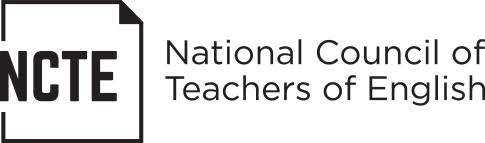 NCTE
National Council of
Teachers of English